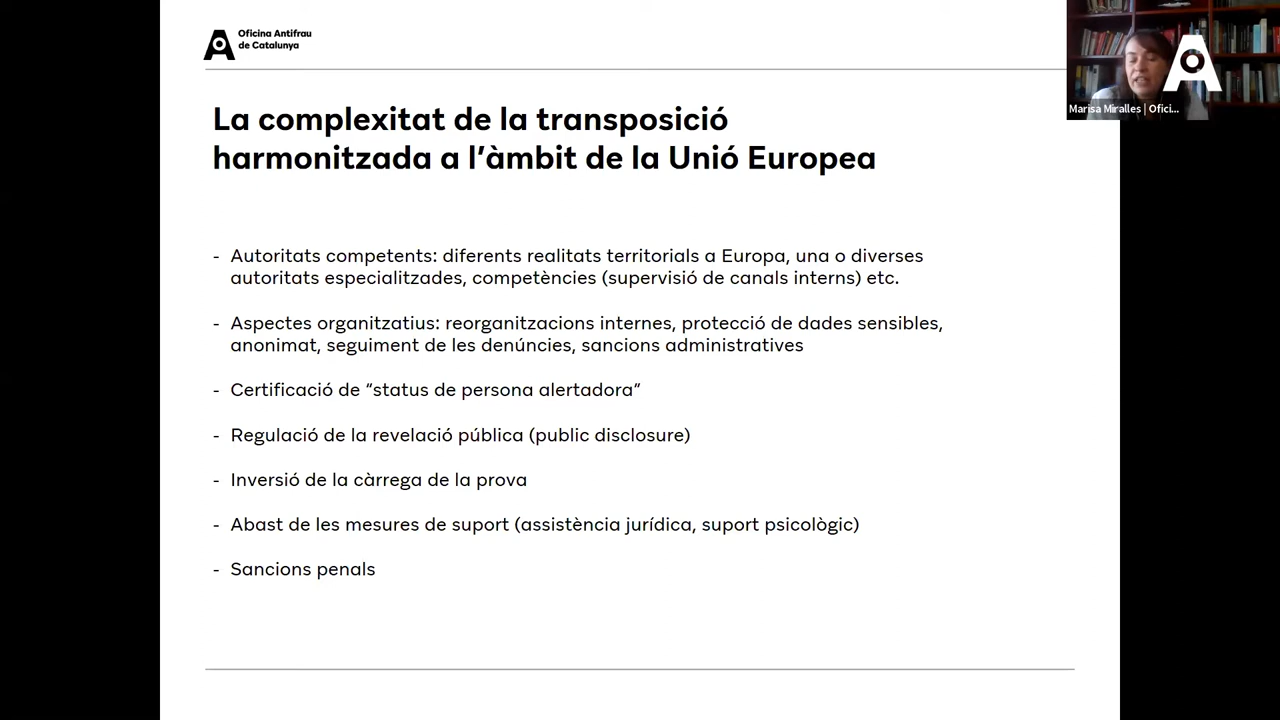 Oficina Antifrau
de Catalunya
Marisa Miralles | Ofici...
La complexitat de la transposició
harmonitzada a l’àmbit de la Unió Europea
- Autoritats competents: diferents realitats territorials a Europa, una o diverses
autoritats especialitzades, competències (supervisió de canals interns) etc.
- Aspectes organitzatius: reorganitzacions internes, protecció de dades sensibles,
anonimat, seguiment de les denúncies, sancions administratives
- Certificació de “status de persona alertadora”
- Regulació de la revelació pública (public disclosure)
- Inversió de la càrrega de la prova
- Abast de les mesures de suport (assistència jurídica, suport psicològic)
- Sancions penals